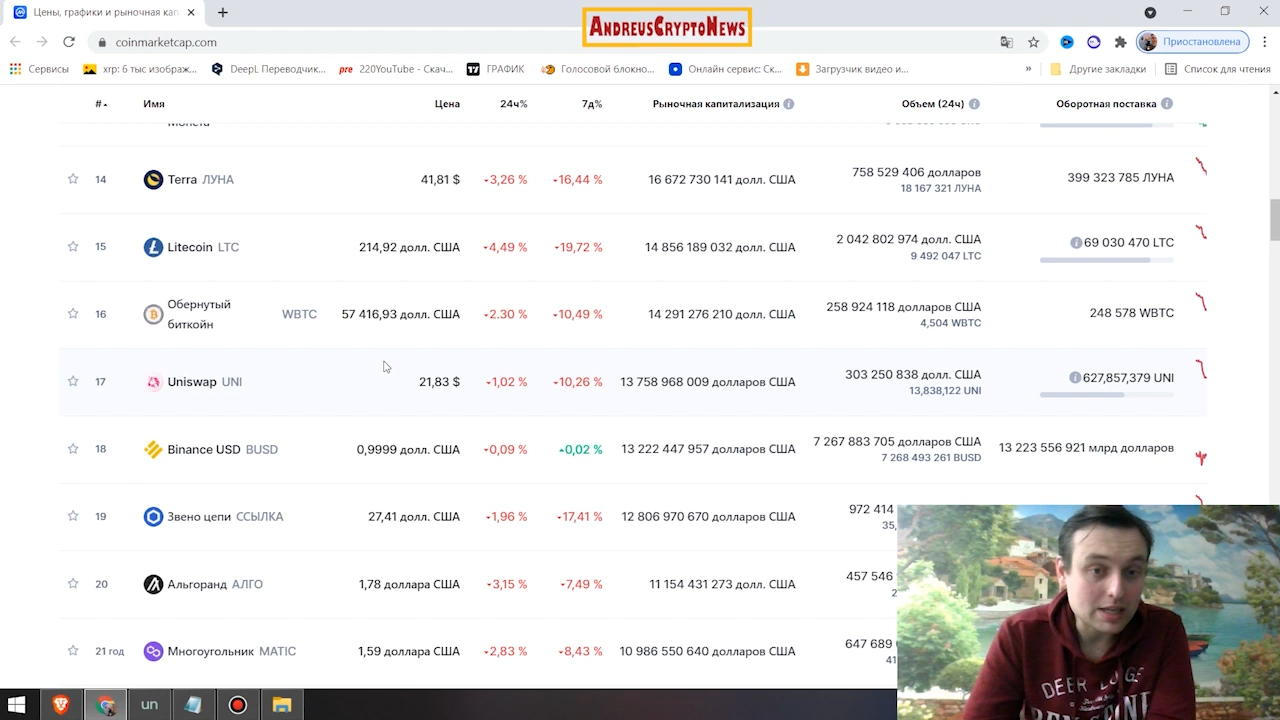 Цены, графики и рыночная кап
ANDREUSCRYPTONEWS
coinmarketcap.com
Приостановлена
Сервисы
xrp: 6 тыс изображ...
DeepL Переводчик...
pre 220YouTube - Скач...
ГРАФИК
Голосовой блокно...
Онлайн сервис: Ск...
Загрузчик видео и...
» Другие закладки
Список для чтения
# Имя Цена 24ч% 7д% Рыночная капитализация Объем (24ч) Оборотная поставка
Монета
14 Terra ЛУНА 41,81 $ 3,26 % 16,44 % 16 672 730 141 долл. США 758 529 406 долларов 399 323 785 ЛУНА
18 167 321 ЛУНА
15 Litecoin LTC 214,92 долл. США 4,49 % 19,72 % 14 856 189 032 долл. США 2 042 802 974 долл. США 69 030 470 LTC
9 492 047 LTC
16 Обернутый биткойн WBTC 57 416,93 долл. США 2.30 % 10,49 % 14 291 276 210 долл. США 258 924 118 долларов США 248 578 WBTC
4,504 WBTC
17 Uniswap UNI 21,83 $ 1,02 % 10,26 % 13 758 968 009 долларов США 303 250 838 долл. США 627,857,379 UNI
13,838,122 UNI
18 Binance USD BUSD 0,9999 долл. США 0,09 % 0,02 % 13 222 447 957 долларов США 7 267 883 705 долларов США 13 223 556 921 млрд долларов
7 268 493 261 BUSD
19 Звено цепи ССЫЛКА 27,41 долл. США 1,96 % 17,41 % 12 806 970 670 долларов США 972 414
35,
20 Альгоранд АЛГО 1,78 доллара США 3,15 % 7,49 % 11 154 431 273 долл. США 457 546
2
21 год Многоугольник MATIC 1,59 доллара США 2,83 % 8,43 % 10 986 550 640 долларов США 647 689
41
un